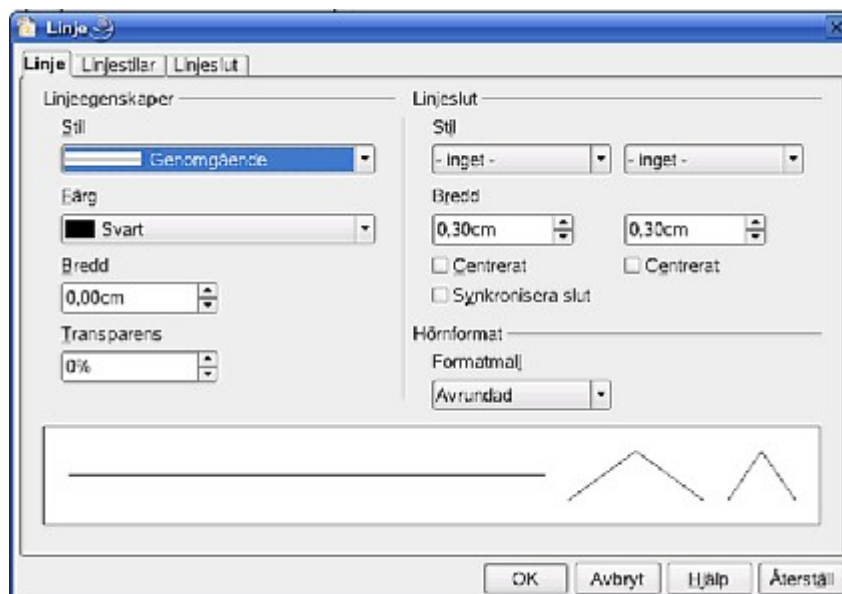 Linje
Linje Linjestilar Linjeslut
Linjeegenskaper
Stil
Genomgående
Färg
Svart
Bredd
0,00cm
Transparens
0%
Linjeslut
Stil
- inget - - inget -
Bredd
0,30cm 0,30cm
Centrerat Centrerat
Synkronisera slut
Hörnformat
Formatmall
Avrundad
OK Avbryt Hjälp Återställ